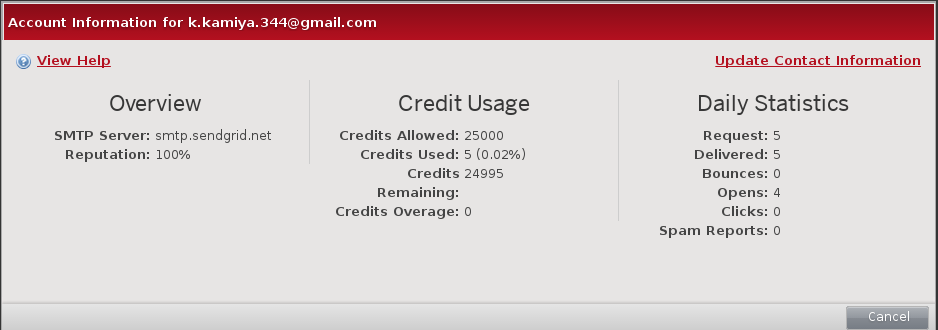 Account Information for k.kamiya.344@gmail.com
View Help
Update Contact Information
Overview
SMTP Server: smtp.sendgrid.net
Reputation: 100%
Credit Usage
Credits Allowed: 25000
Credits Used: 5 (0.02%)
Credits 24995
Remaining:
Credits Overage: 0
Daily Statistics
Request: 5
Delivered: 5
Bounces: 0
Opens: 4
Clicks: 0
Spam Reports: 0
Cancel